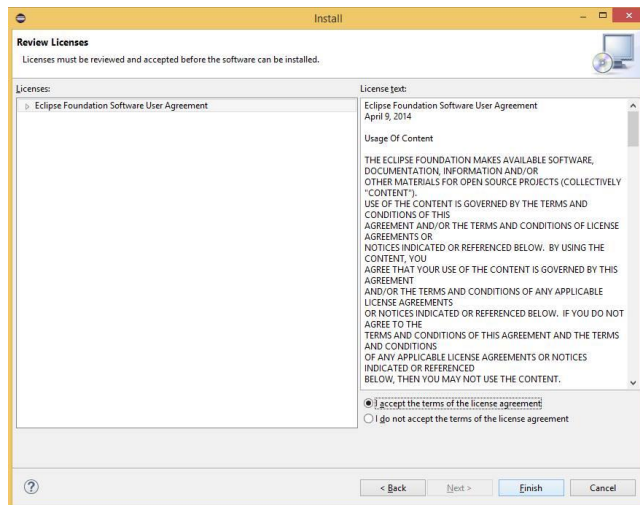 Install
Review Licenses
Licenses must be reviewed and accepted before the software can be installed.
Licenses:
Eclipse Foundation Software User Agreement
License text:
Eclipse Foundation Software User Agreement
April 9, 2014
Usage Of Content
THE ECLIPSE FOUNDATION MAKES AVAILABLE SOFTWARE,
DOCUMENTATION, INFORMATION AND/OR
OTHER MATERIALS FOR OPEN SOURCE PROJECTS (COLLECTIVELY
"CONTENT").
USE OF THE CONTENT IS GOVERNED BY THE TERMS AND
CONDITIONS OF THIS
AGREEMENT AND/OR THE TERMS AND CONDITIONS OF LICENSE
AGREEMENTS OR
NOTICES INDICATED OR REFERENCED BELOW.  BY USING THE
CONTENT, YOU
AGREE THAT YOUR USE OF THE CONTENT IS GOVERNED BY THIS
AGREEMENT
AND/OR THE TERMS AND CONDITIONS OF ANY APPLICABLE
LICENSE AGREEMENTS
OR NOTICES INDICATED OR REFERENCED BELOW.  IF YOU DO NOT
AGREE TO THE
TERMS AND CONDITIONS OF THIS AGREEMENT AND THE TERMS
AND CONDITIONS
OF ANY APPLICABLE LICENSE AGREEMENTS OR NOTICES
INDICATED OR REFERENCED
BELOW, THEN YOU MAY NOT USE THE CONTENT.
I accept the terms of the license agreement
I do not accept the terms of the license agreement
? < Back Next > Finish Cancel